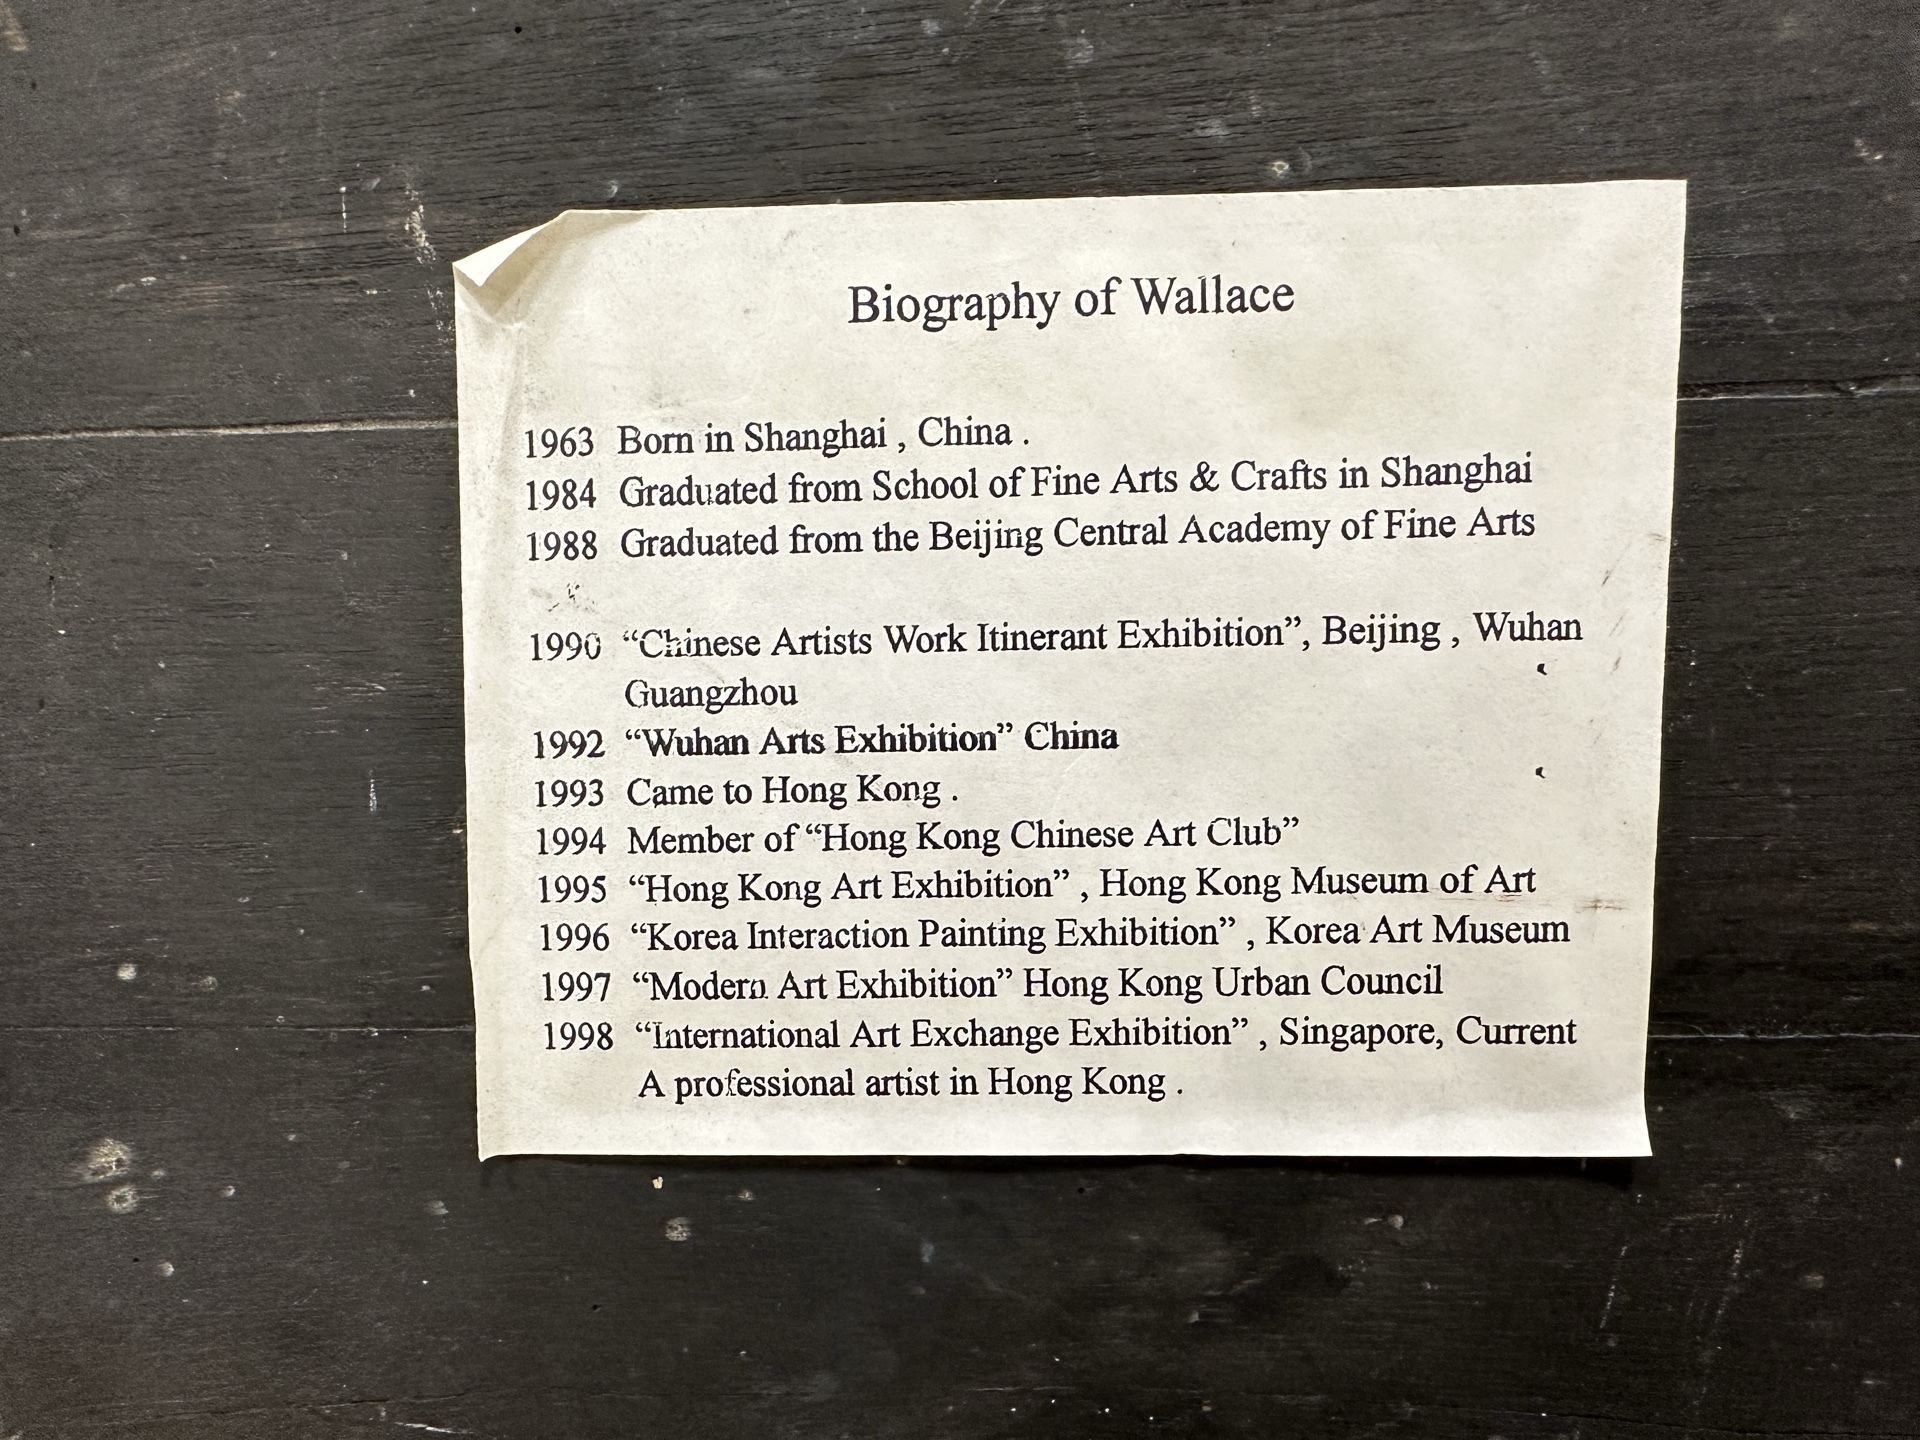 Biography of Wallace
1963 Born in Shanghai , China .
1984 Graduated from School of Fine Arts & Crafts in Shanghai
1988 Graduated from the Beijing Central Academy of Fine Arts
1990 “Chinese Artists Work Itinerant Exhibition”, Beijing , Wuhan
Guangzhou
1992 “Wuhan Arts Exhibition” China
1993 Came to Hong Kong .
1994 Member of “Hong Kong Chinese Art Club”
1995 “Hong Kong Art Exhibition” , Hong Kong Museum of Art
1996 “Korea Interaction Painting Exhibition” , Korea Art Museum
1997 “Modern Art Exhibition” Hong Kong Urban Council
1998 “International Art Exchange Exhibition” , Singapore, Current
A professional artist in Hong Kong .